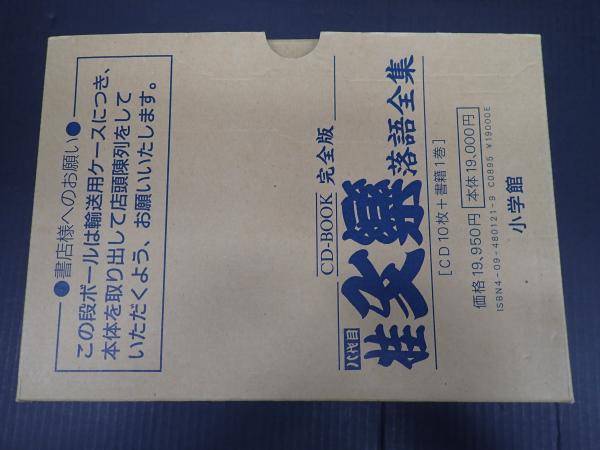 ●書店様へのお願い●
この段ボールは輸送用ケースにつき、
本体を取り出して店頭陳列をして
いただくよう、お願いいたします。
CD-BOOK 完全版
八代目
桂文楽
落語全集
[CD10枚+書籍1巻]
価格19,950円 本体19,000円
ISBN4-09-480121-9 C0895 ¥19000E
小学館